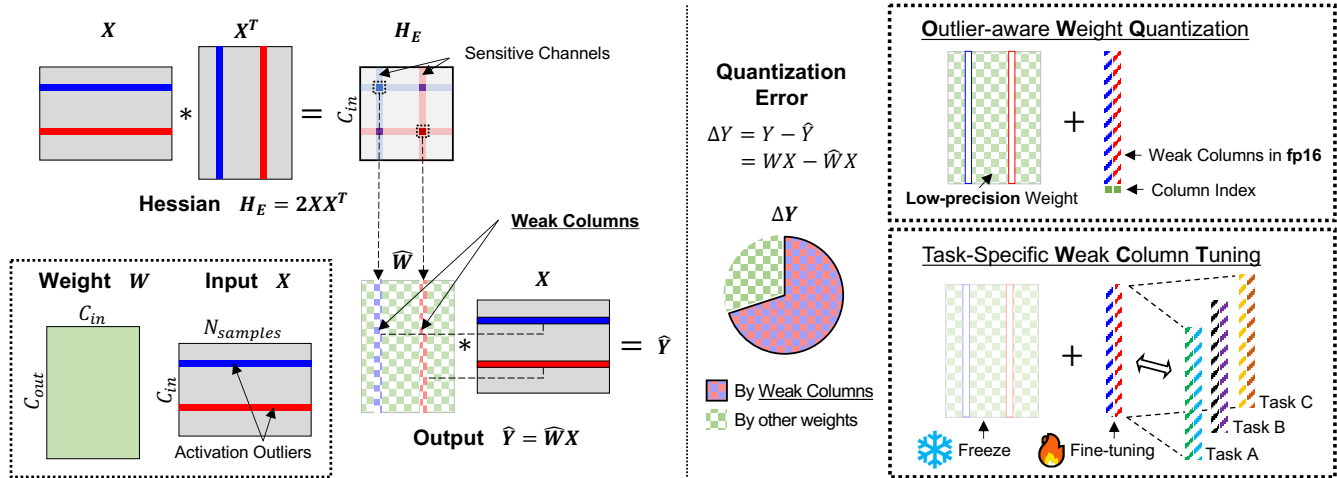 X
X^T
H_E
*
=
C_in
Sensitive Channels
Hessian H_E = 2XX^T
Weak Columns
Ŵ
X
*
= Ŷ
Output Ŷ = ŴX
Weight W
Input X
C_in
C_out
N_samples
C_in
Activation Outliers
Quantization
Error
ΔY = Y − Ŷ
= WX − ŴX
ΔY
By Weak Columns
By other weights
Outlier-aware Weight Quantization
+
Weak Columns in fp16
Column Index
Low-precision Weight
Task-Specific Weak Column Tuning
+
Task C
Task B
Task A
Freeze
Fine-tuning